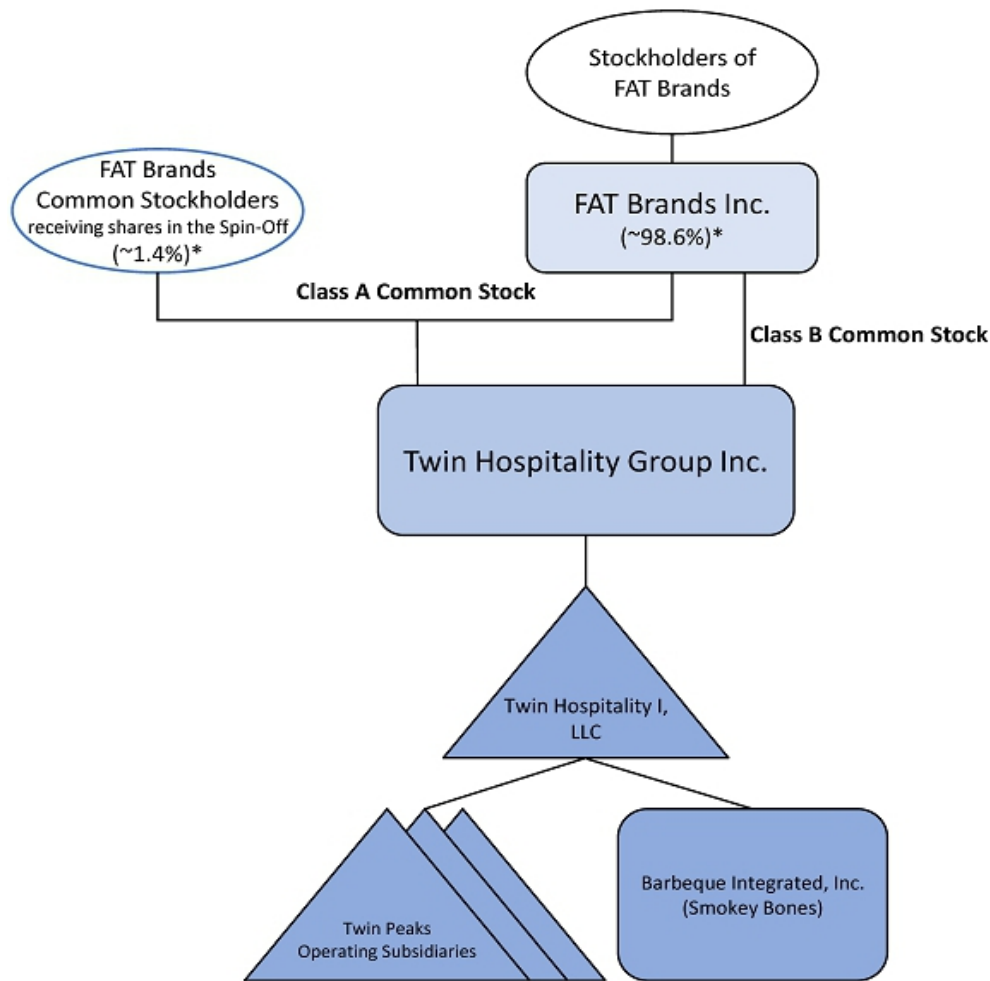 Stockholders of
FAT Brands
FAT Brands
Common Stockholders
receiving shares in the Spin-Off
(~1.4%)*
FAT Brands Inc.
(~98.6%)*
Class A Common Stock
Class B Common Stock
Twin Hospitality Group Inc.
Twin Hospitality I,
LLC
Twin Peaks
Operating Subsidiaries
Barbeque Integrated, Inc.
(Smokey Bones)